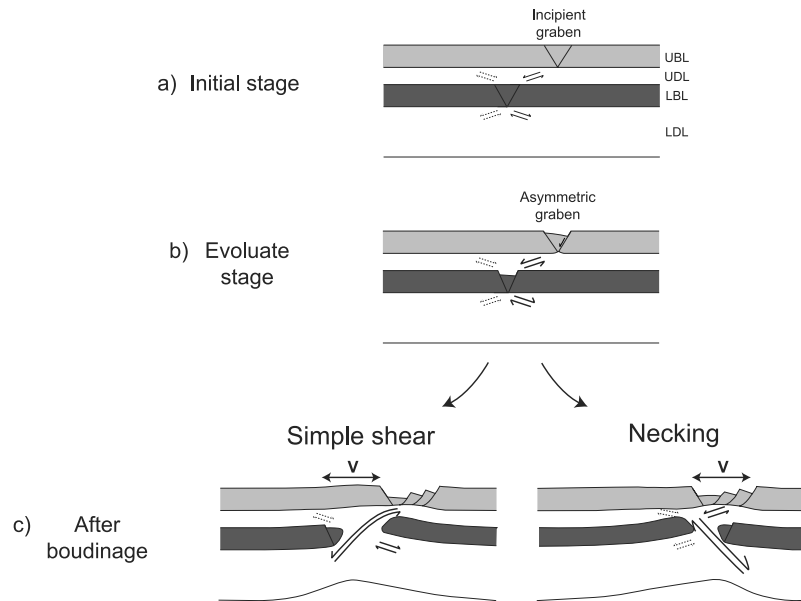 Incipient
graben
a) Initial stage
UBL
UDL
LBL
LDL
Asymmetric
graben
b) Evoluate
stage
Simple shear
Necking
V
V
c) After
boudinage